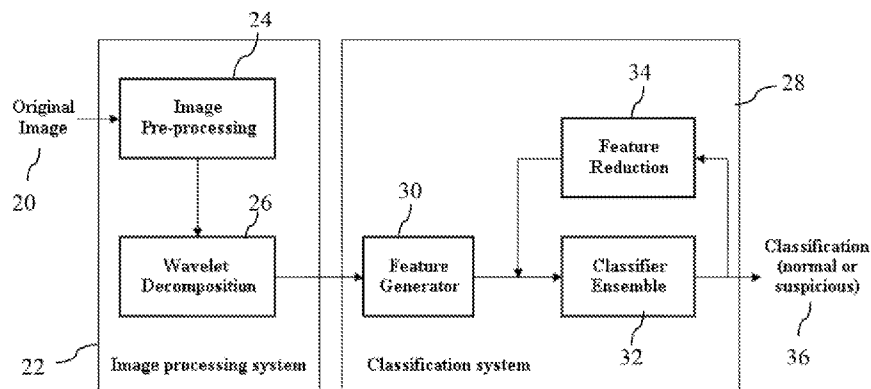 24
34
28
Original
Image
20
Image
Pre-processing
Feature
Reduction
26
30
Wavelet
Decomposition
Feature
Generator
Classifier
Ensemble
Classification
(normal or
suspicious)
22
Image processing system
Classification system
32
36